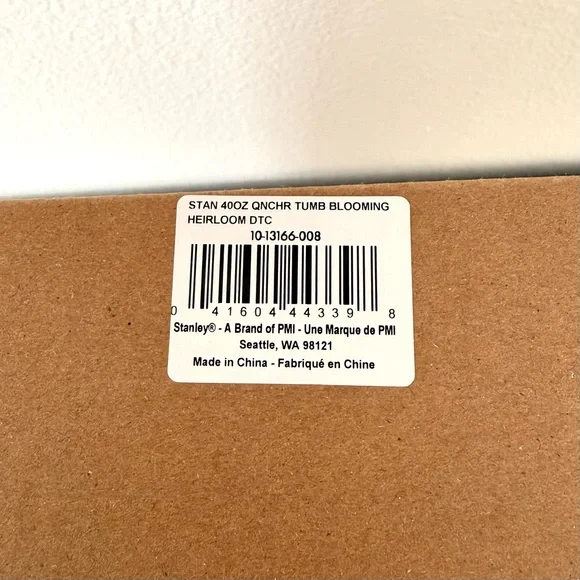 STAN 40OZ QNCHR TUMB BLOOMING
HEIRLOOM DTC
10-13166-008
0 41604 44339 8
Stanley® - A Brand of PMI - Une Marque de PMI
Seattle, WA 98121
Made in China - Fabriqué en Chine